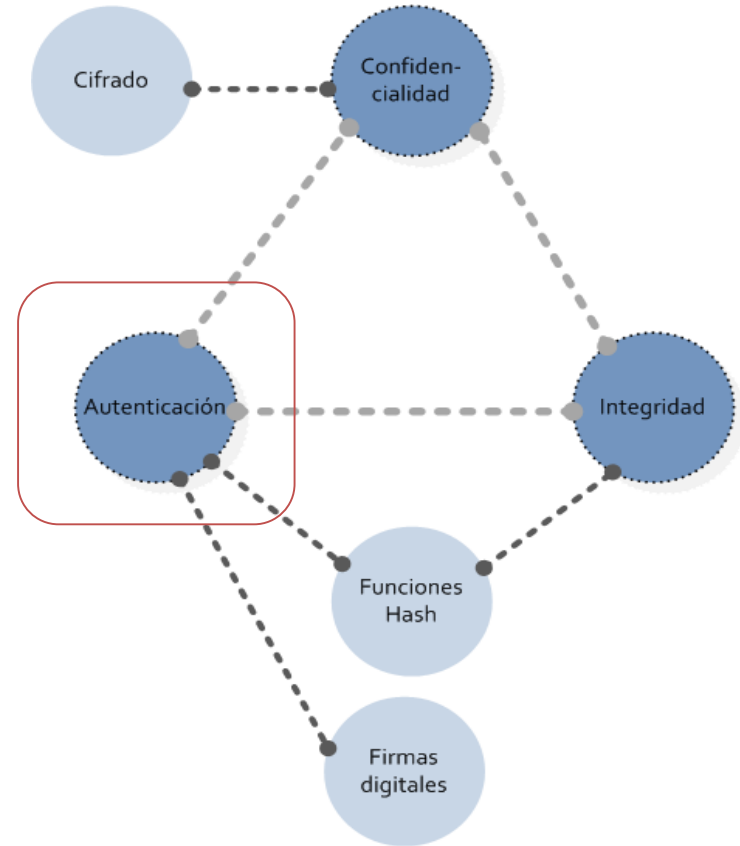 Cifrado
Confiden-
cialidad
Autenticación
Integridad
Funciones
Hash
Firmas
digitales